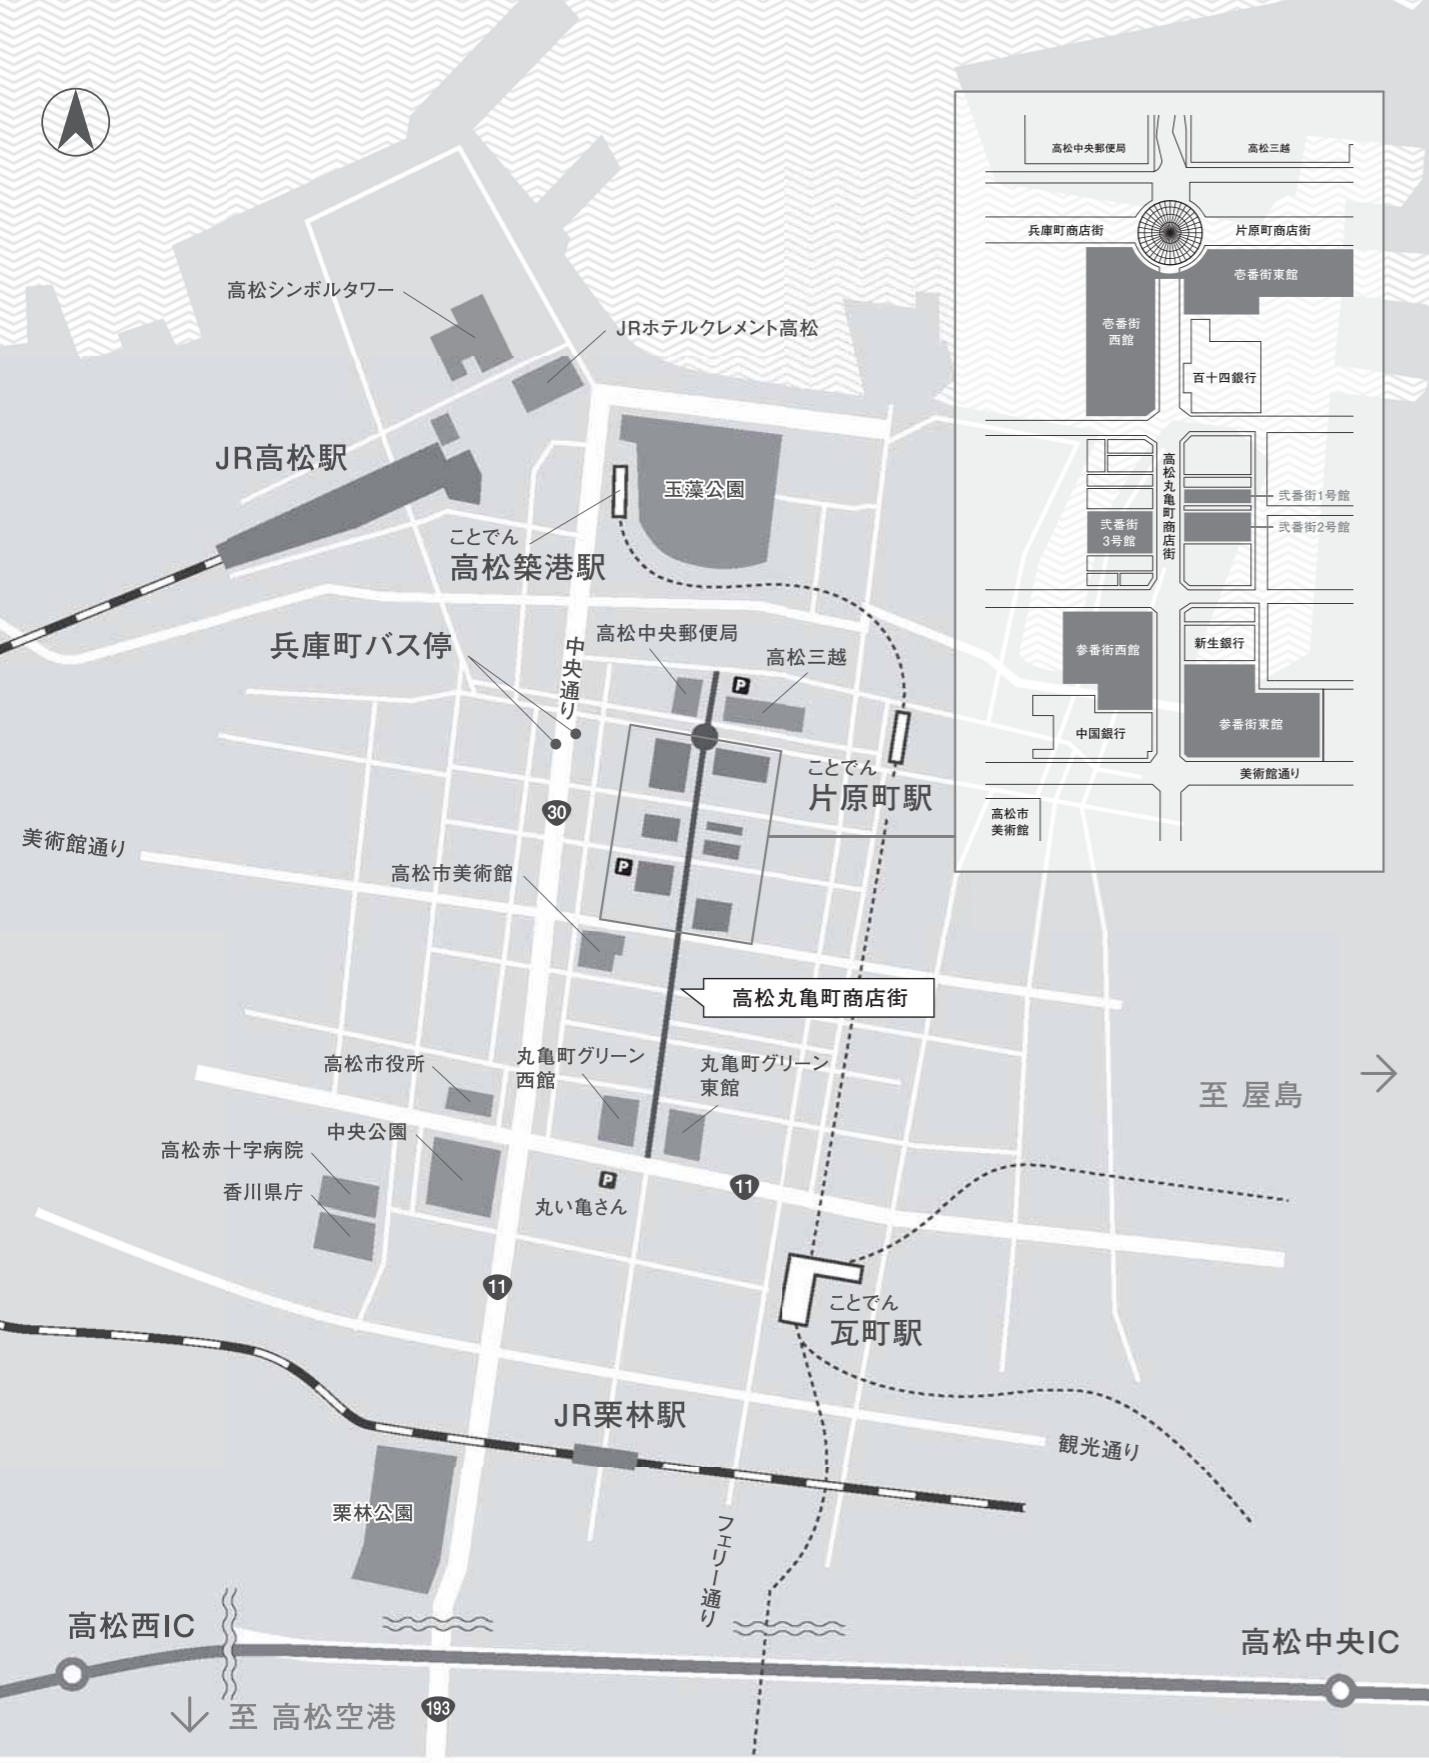 高松中央郵便局
高松三越
兵庫町商店街
片原町商店街
壱番街東館
壱番街
西館
百十四銀行
高松丸亀町商店街
弐番街1号館
弐番街2号館
弐番街
3号館
参番街西館
新生銀行
参番街東館
中国銀行
美術館通り
高松市
美術館
高松シンボルタワー
JRホテルクレメント高松
JR高松駅
玉藻公園
ことでん
高松築港駅
兵庫町バス停
中央通り
高松中央郵便局
高松三越
P
ことでん
片原町駅
30
美術館通り
高松市美術館
P
高松丸亀町商店街
高松市役所
丸亀町グリーン
西館
丸亀町グリーン
東館
至 屋島
中央公園
高松赤十字病院
香川県庁
P
丸い亀さん
11
11
ことでん
瓦町駅
JR栗林駅
観光通り
栗林公園
フェリー通り
高松西IC
高松中央IC
至 高松空港
193